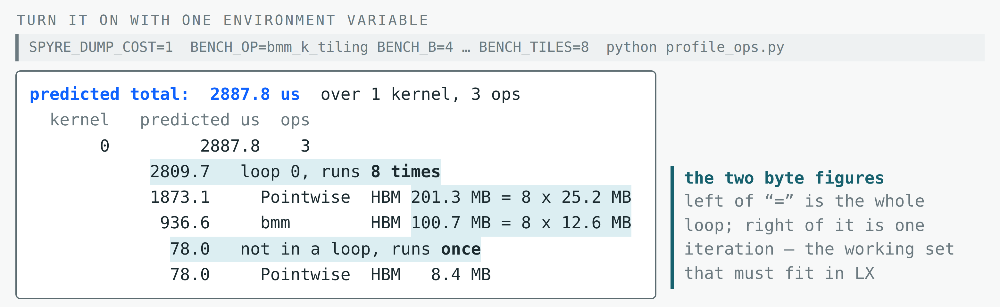 TURN IT ON WITH ONE ENVIRONMENT VARIABLE
SPYRE_DUMP_COST=1  BENCH_OP=bmm_k_tiling BENCH_B=4 … BENCH_TILES=8  python profile_ops.py
predicted total:  2887.8 us  over 1 kernel, 3 ops
kernel   predicted us  ops
0         2887.8    3
2809.7   loop 0, runs 8 times
1873.1     Pointwise  HBM 201.3 MB = 8 x 25.2 MB
936.6     bmm        HBM 100.7 MB = 8 x 12.6 MB
78.0   not in a loop, runs once
78.0     Pointwise  HBM   8.4 MB
the two byte figures
left of “=” is the whole
loop; right of it is one
iteration — the working set
that must fit in LX